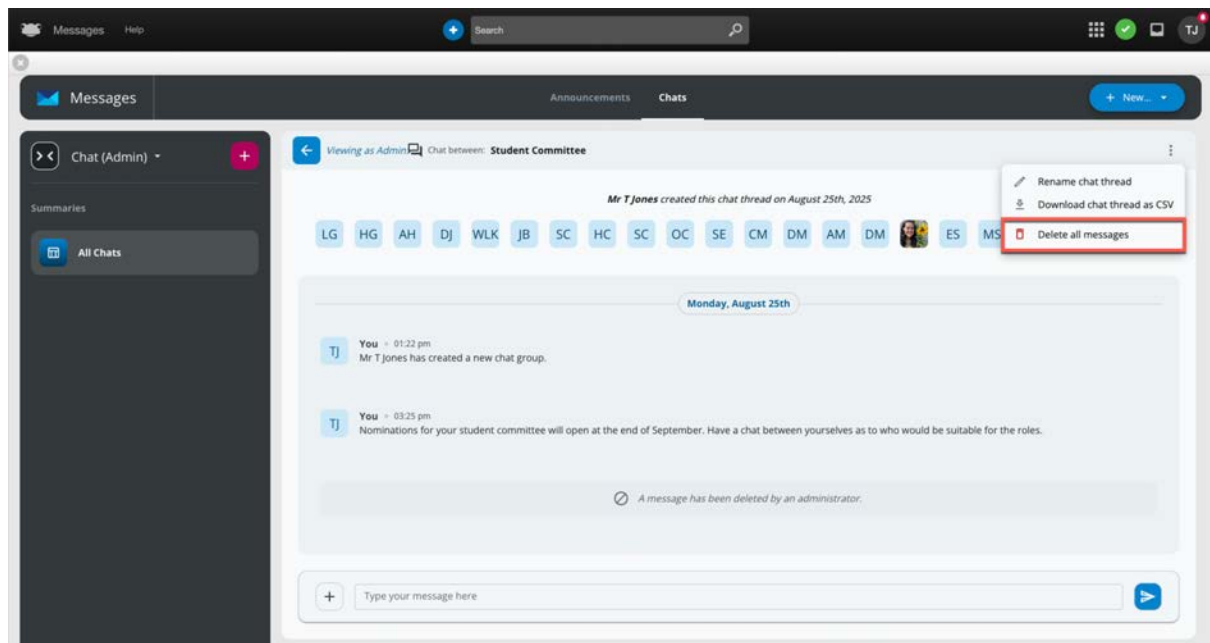 Messages Help Search TJ
Messages Announcements Chats + New...
Chat (Admin)
Summaries
All Chats
Viewing as Admin Chat between: Student Committee
Rename chat thread
Download chat thread as CSV
Delete all messages
Mr T Jones created this chat thread on August 25th, 2025
LG HG AH DJ WLK JB SC HC SC OC SE CM DM AM DM ES MS
Monday, August 25th
TJ You 01:22 pm
Mr T Jones has created a new chat group.
TJ You 03:25 pm
Nominations for your student committee will open at the end of September. Have a chat between yourselves as to who would be suitable for the roles.
A message has been deleted by an administrator.
+ Type your message here